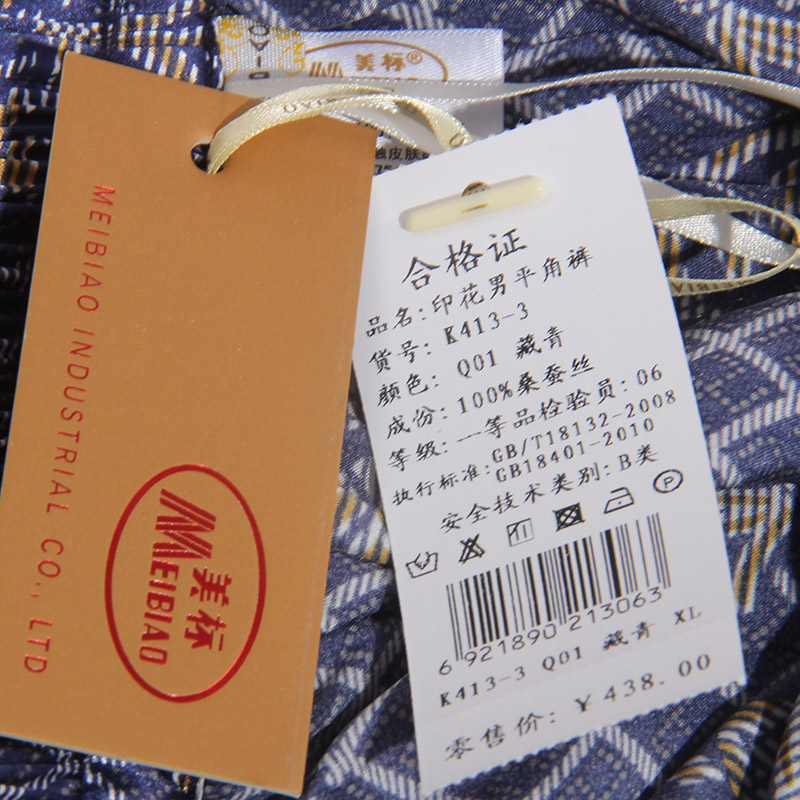 美标®
MEIBIAO INDUSTRIAL CO., LTD
美标
MEIBIAO
合格证
品名:印花男平角裤
货号: K413-3
颜色: Q01 藏青
成份:100%桑蚕丝
等级:一等品检验员:06
执行标准:GB/T18132-2008
GB18401-2010
安全技术类别:B类
P
6 921890 213063
K413-3 Q01 藏青 XL
零售价: ¥ 438.00